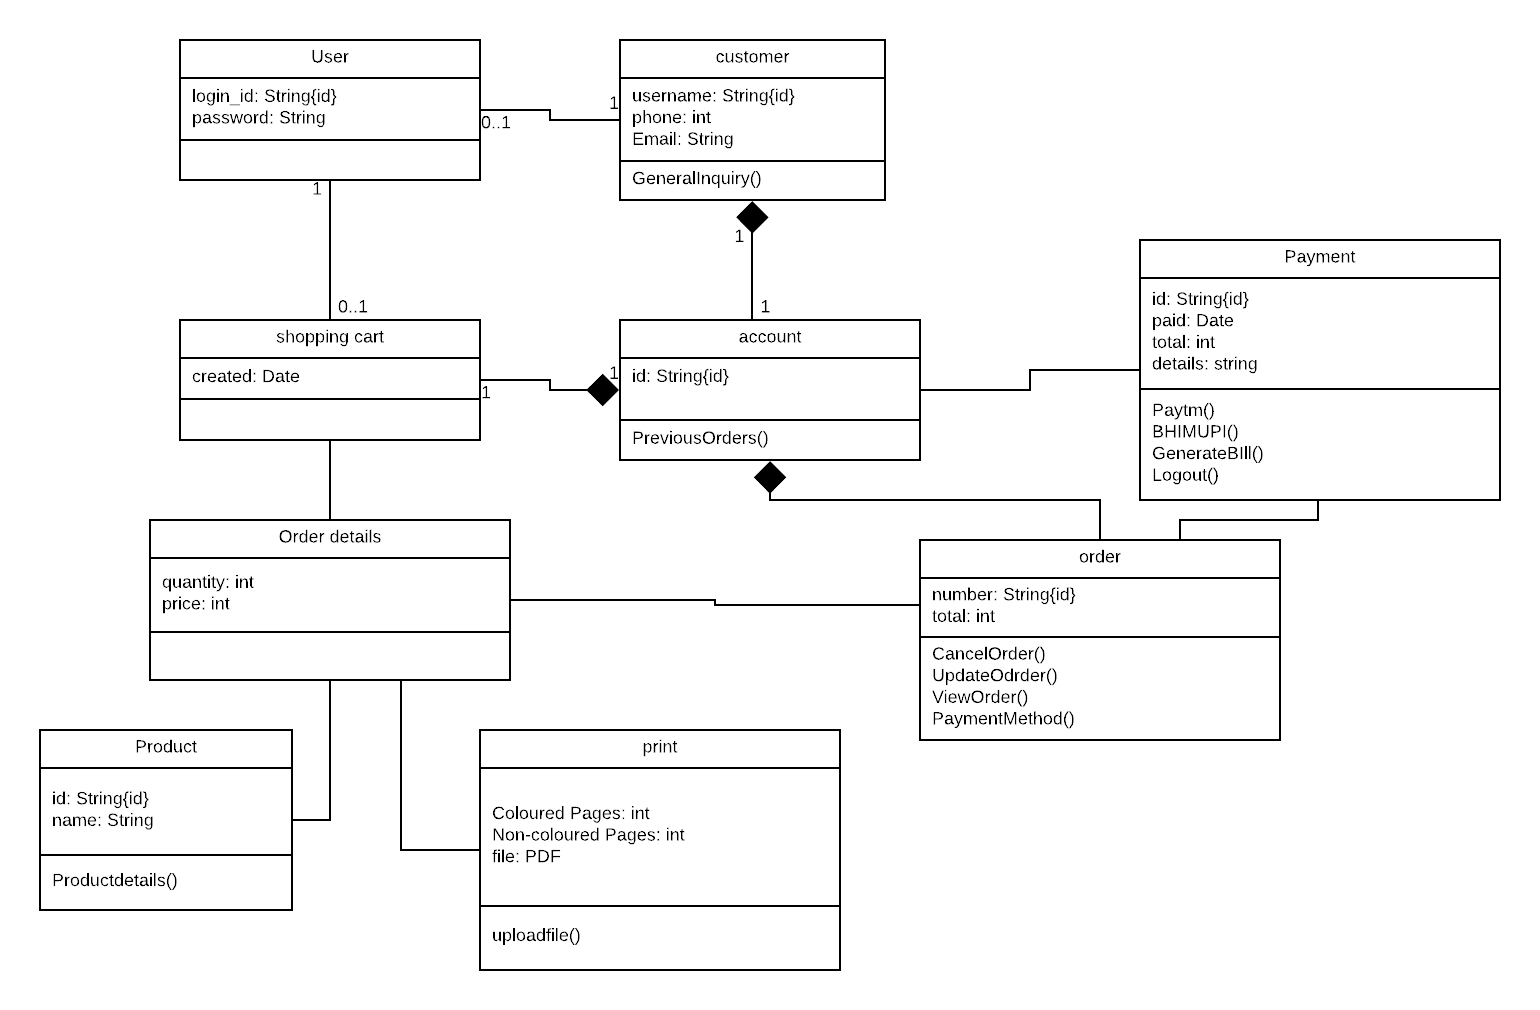 User
login_id: String{id}
password: String
0..1
1
customer
username: String{id}
phone: int
Email: String
GeneralInquiry()
1
1
1
0..1
shopping cart
created: Date
1
1
account
id: String{id}
PreviousOrders()
Payment
id: String{id}
paid: Date
total: int
details: string
Paytm()
BHIMUPI()
GenerateBIll()
Logout()
Order details
quantity: int
price: int
order
number: String{id}
total: int
CancelOrder()
UpdateOdrder()
ViewOrder()
PaymentMethod()
Product
id: String{id}
name: String
Productdetails()
print
Coloured Pages: int
Non-coloured Pages: int
file: PDF
uploadfile()